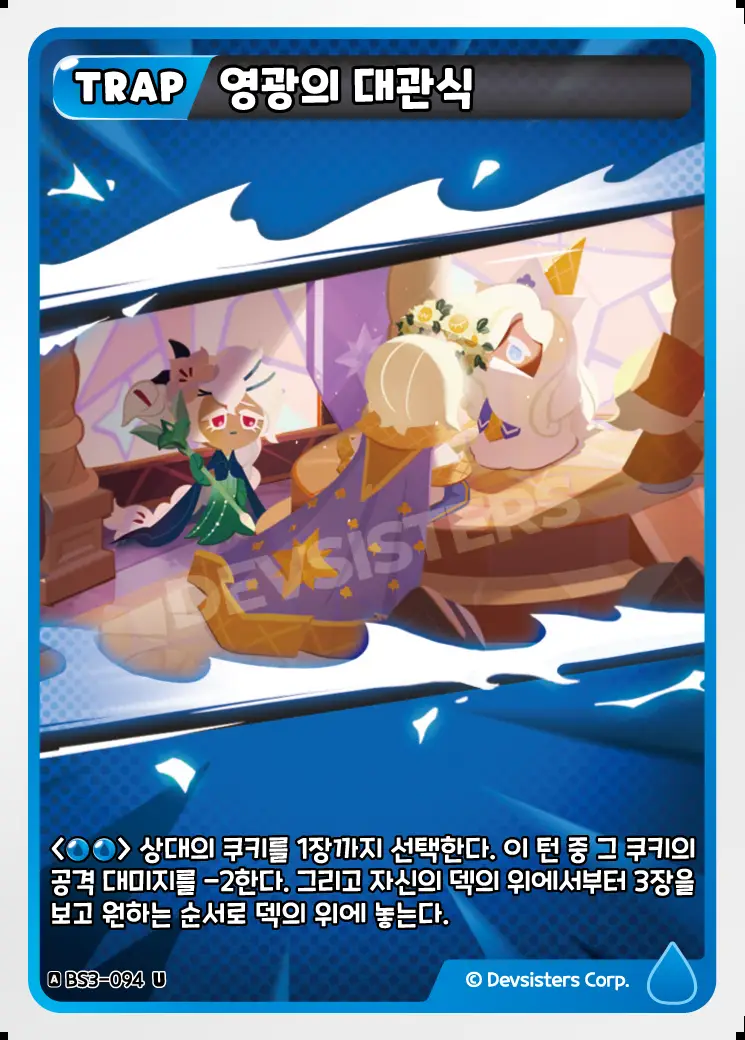 TRAP 영광의 대관식
DEVSISTERS
<💧💧> 상대의 쿠키를 1장까지 선택한다. 이 턴 중 그 쿠키의
공격 대미지를 -2한다. 그리고 자신의 덱의 위에서부터 3장을
보고 원하는 순서로 덱의 위에 놓는다.
A BS3-094 U
© Devsisters Corp.